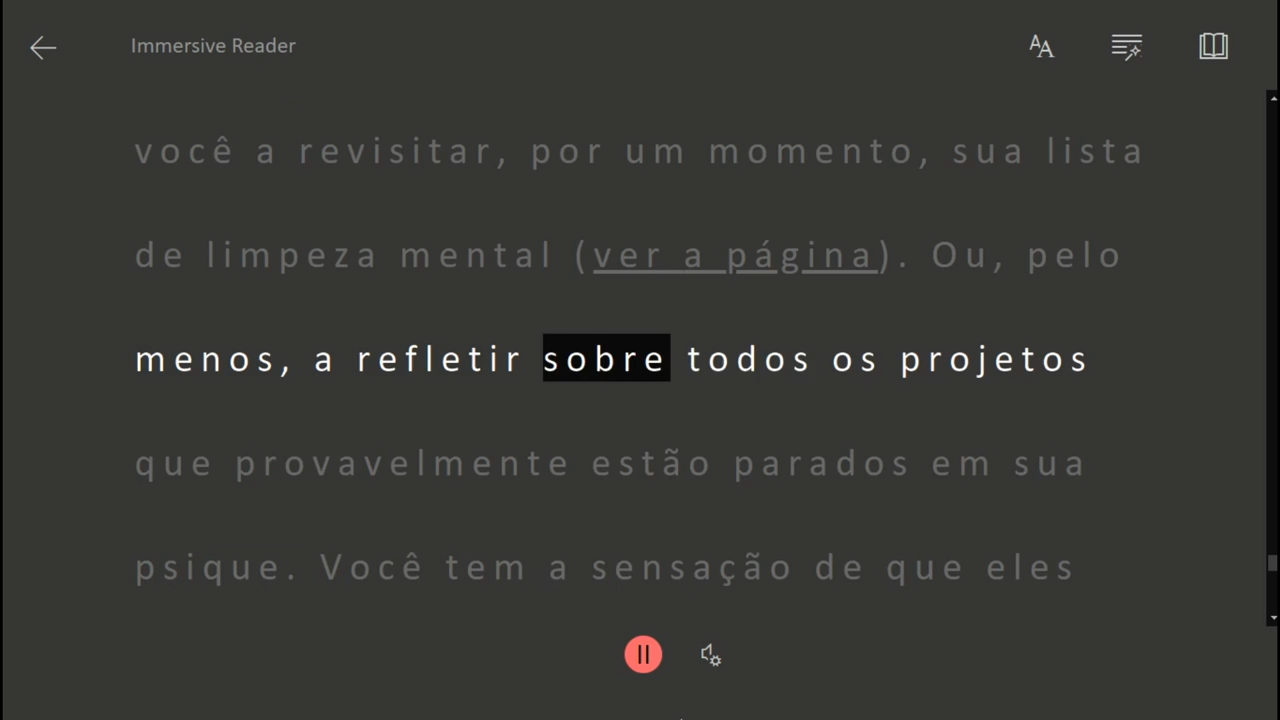 Immersive Reader
você a revisitar, por um momento, sua lista
de limpeza mental (ver a página). Ou, pelo
menos, a refletir sobre todos os projetos
que provavelmente estão parados em sua
psique. Você tem a sensação de que eles